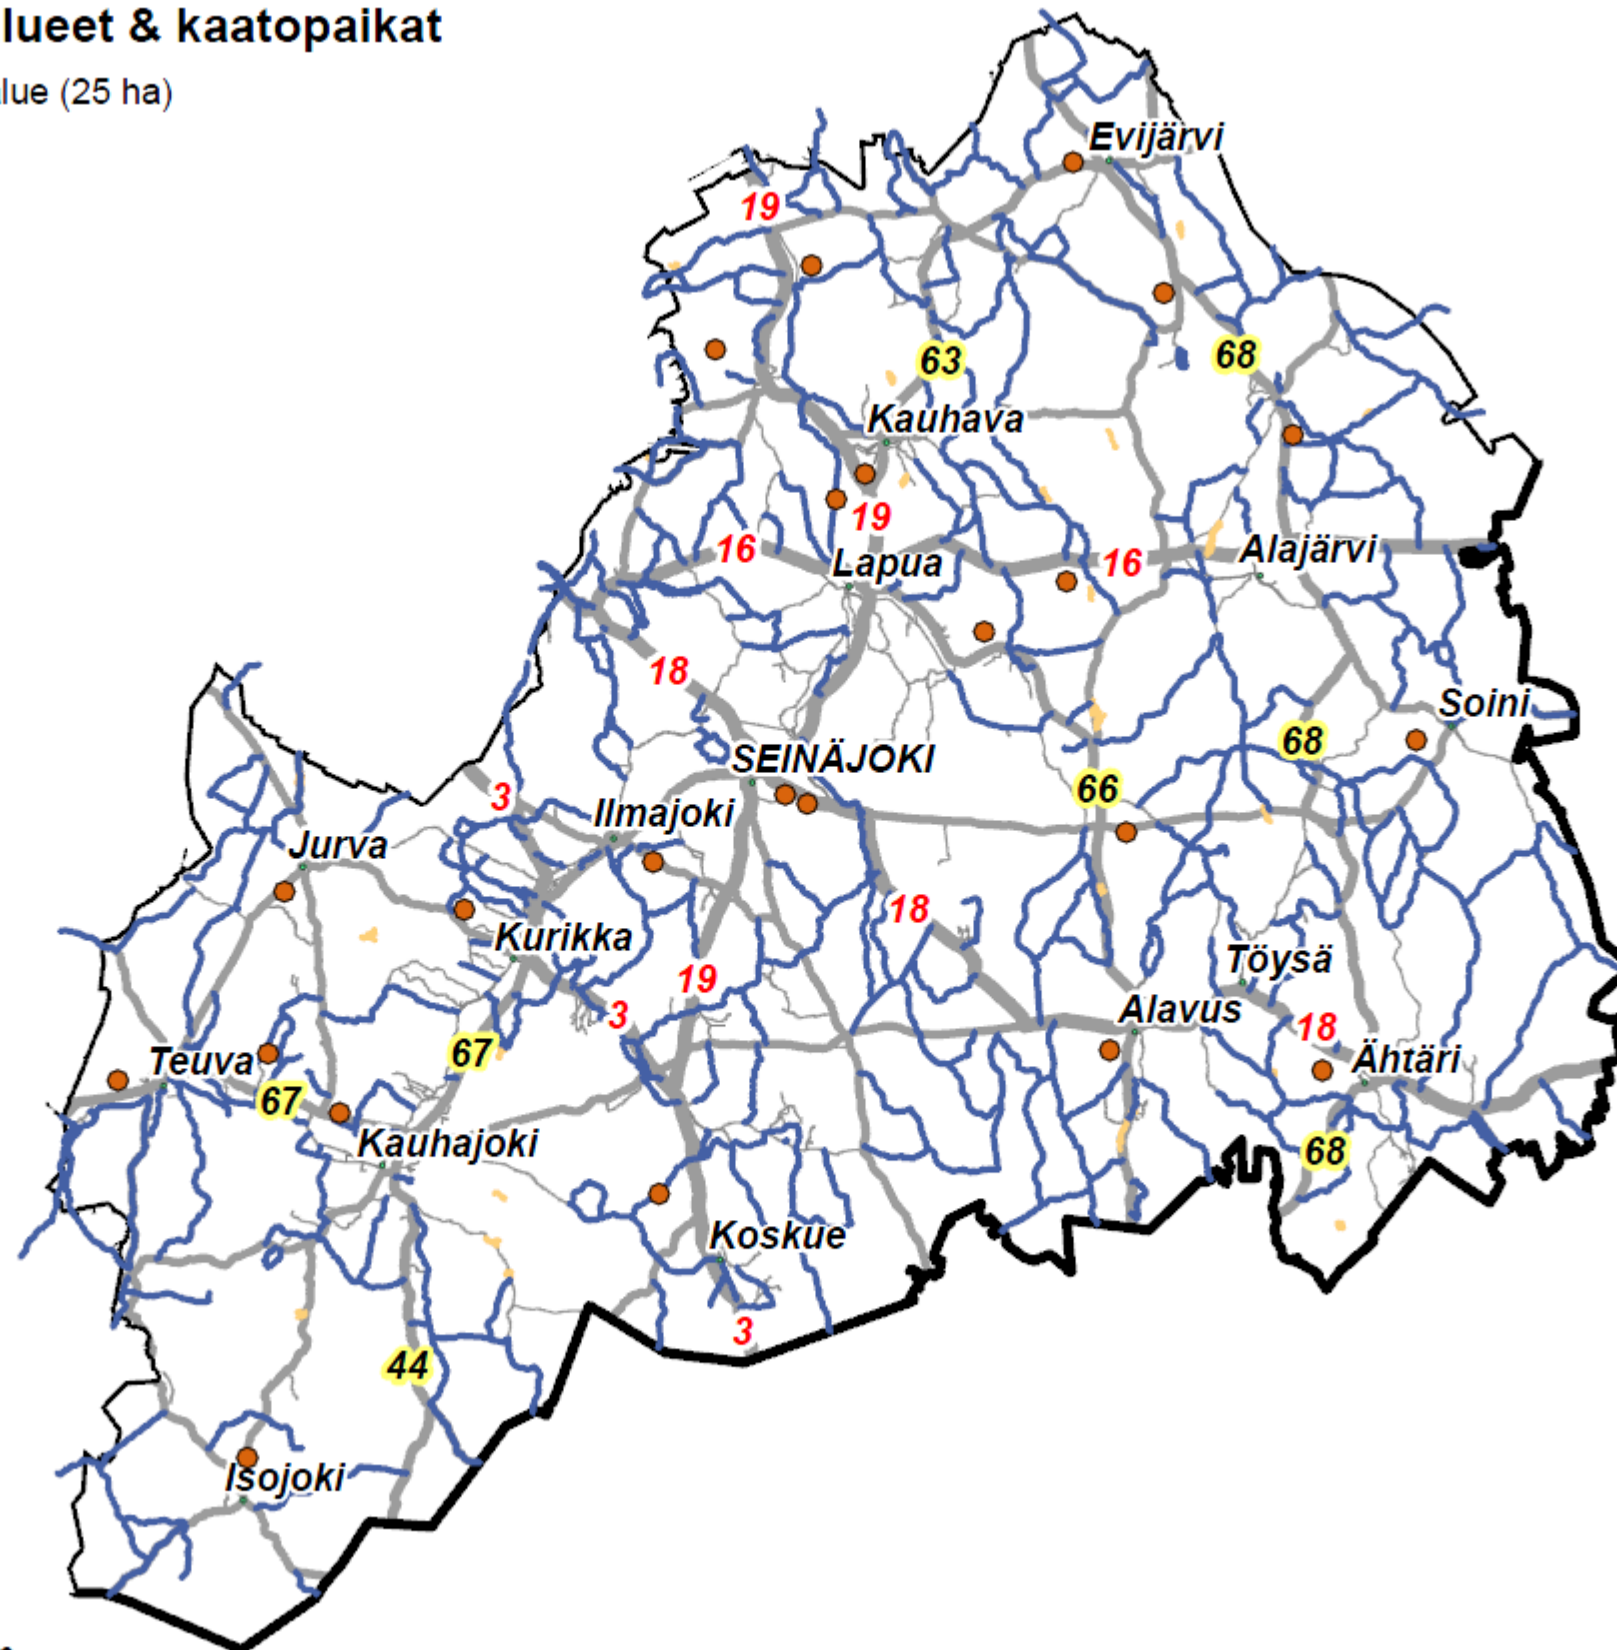 lueet & kaatopaikat
lue (25 ha)
Evijärvi
19
63
68
Kauhava
19
16
16
Alajärvi
Lapua
18
Soini
68
SEINÄJOKI
66
3
Ilmajoki
Jurva
18
Kurikka
Töysä
19
3
Alavus
18
67
Teuva
Ähtäri
67
Kauhajoki
68
Koskue
3
44
Isojoki